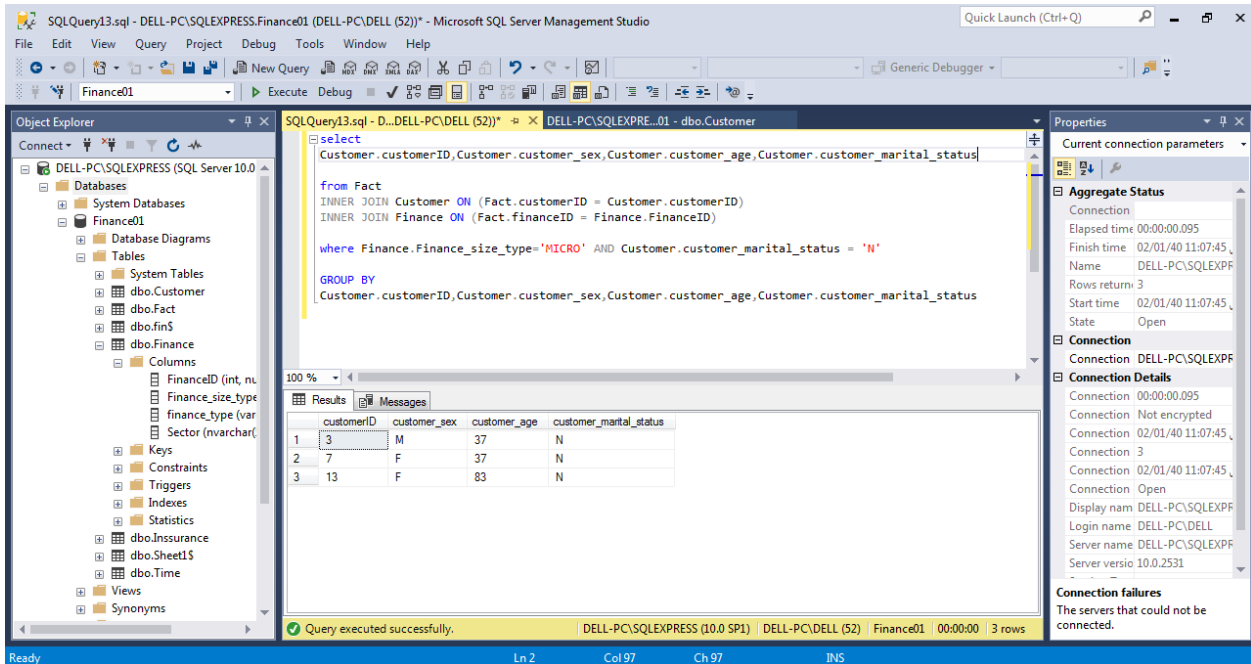 SQLQuery13.sql - DELL-PC\SQLEXPRESS.Finance01 (DELL-PC\DELL (52))* - Microsoft SQL Server Management Studio
Quick Launch (Ctrl+Q)
File Edit View Query Project Debug Tools Window Help
New Query MDX DMX XMLA DAX Generic Debugger
Finance01 Execute Debug
Object Explorer
Connect
DELL-PC\SQLEXPRESS (SQL Server 10.0
Databases
System Databases
Finance01
Database Diagrams
Tables
System Tables
dbo.Customer
dbo.Fact
dbo.fin$
dbo.Finance
Columns
FinanceID (int, nu
Finance_size_type
finance_type (var
Sector (nvarchar(
Keys
Constraints
Triggers
Indexes
Statistics
dbo.Inssurance
dbo.Sheet1$
dbo.Time
Views
Synonyms
SQLQuery13.sql - D...DELL-PC\DELL (52))* DELL-PC\SQLEXPRE...01 - dbo.Customer
select
Customer.customerID,Customer.customer_sex,Customer.customer_age,Customer.customer_marital_status
from Fact
INNER JOIN Customer ON (Fact.customerID = Customer.customerID)
INNER JOIN Finance ON (Fact.financeID = Finance.FinanceID)
where Finance.Finance_size_type='MICRO' AND Customer.customer_marital_status = 'N'
GROUP BY
Customer.customerID,Customer.customer_sex,Customer.customer_age,Customer.customer_marital_status
100 %
Results Messages
customerID customer_sex customer_age customer_marital_status
1 3 M 37 N
2 7 F 37 N
3 13 F 83 N
Query executed successfully. DELL-PC\SQLEXPRESS (10.0 SP1) DELL-PC\DELL (52) Finance01 00:00:00 3 rows
Properties
Current connection parameters
Aggregate Status
Connection
Elapsed time 00:00:00.095
Finish time 02/01/40 11:07:45
Name DELL-PC\SQLEXPR
Rows return 3
Start time 02/01/40 11:07:45
State Open
Connection
Connection DELL-PC\SQLEXPR
Connection Details
Connection 00:00:00.095
Connection Not encrypted
Connection 02/01/40 11:07:45
Connection 3
Connection 02/01/40 11:07:45
Connection Open
Display nam DELL-PC\SQLEXPR
Login name DELL-PC\DELL
Server name DELL-PC\SQLEXPR
Server versio 10.0.2531
Connection failures
The servers that could not be
connected.
Ready Ln 2 Col 97 Ch 97 INS